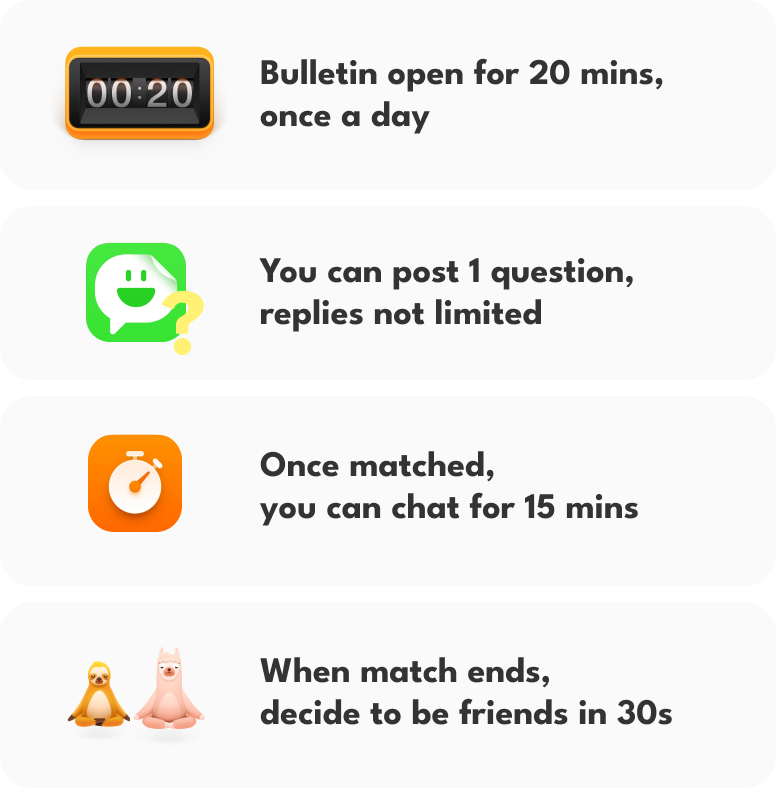 00:20
Bulletin open for 20 mins,
once a day
?
You can post 1 question,
replies not limited
Once matched,
you can chat for 15 mins
When match ends,
decide to be friends in 30s